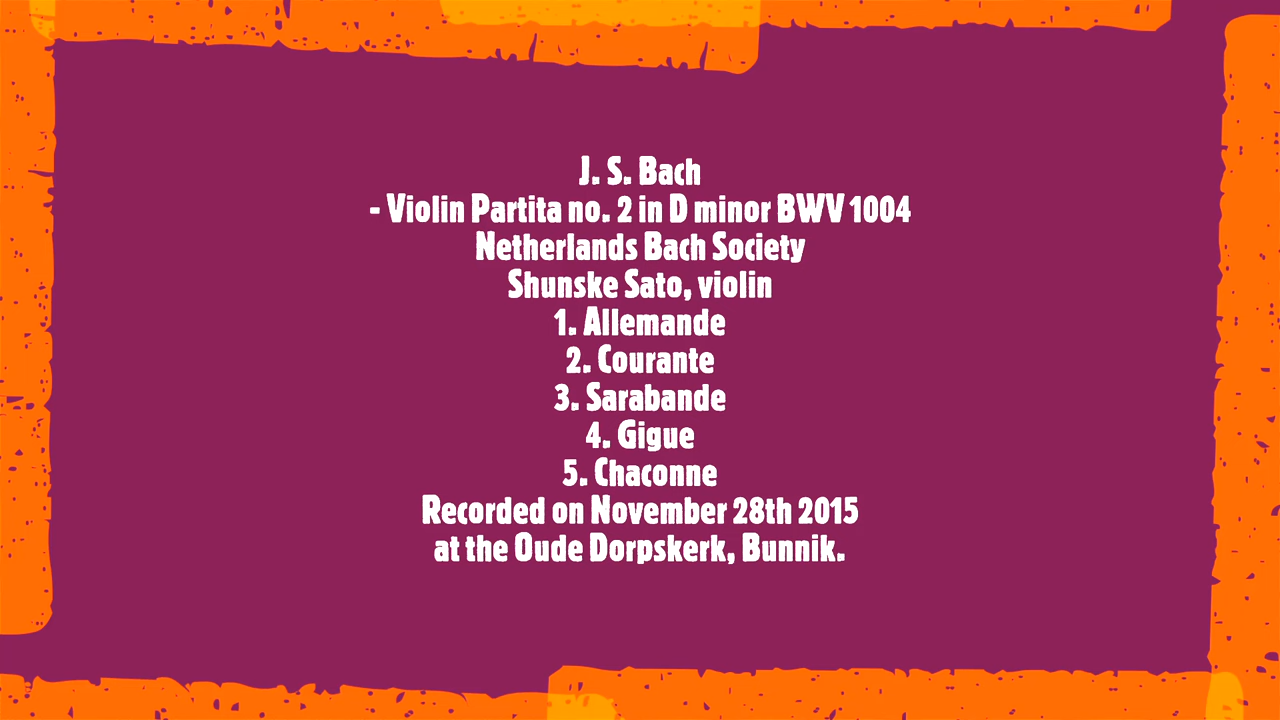 J. S. Bach
- Violin Partita no. 2 in D minor BWV 1004
Netherlands Bach Society
Shunske Sato, violin
1. Allemande
2. Courante
3. Sarabande
4. Gigue
5. Chaconne
Recorded on November 28th 2015
at the Oude Dorpskerk, Bunnik.